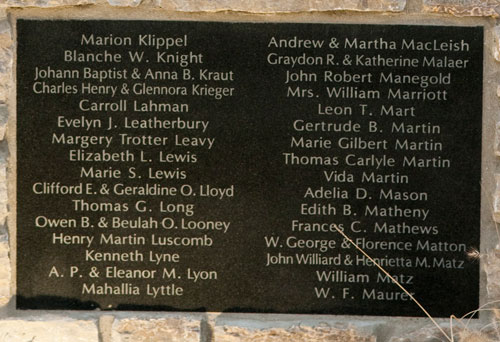 Marion Klippel
Blanche W. Knight
Johann Baptist & Anna B. Kraut
Charles Henry & Glennora Krieger
Carroll Lahman
Evelyn J. Leatherbury
Margery Trotter Leavy
Elizabeth L. Lewis
Marie S. Lewis
Clifford E. & Geraldine O. Lloyd
Thomas G. Long
Owen B. & Beulah O. Looney
Henry Martin Luscomb
Kenneth Lyne
A. P. & Eleanor M. Lyon
Mahallia Lyttle
Andrew & Martha MacLeish
Graydon R. & Katherine Malaer
John Robert Manegold
Mrs. William Marriott
Leon T. Mart
Gertrude B. Martin
Marie Gilbert Martin
Thomas Carlyle Martin
Vida Martin
Adelia D. Mason
Edith B. Matheny
Frances C. Mathews
W. George & Florence Matton
John Williard & Henrietta M. Matz
William Matz
W. F. Maurer